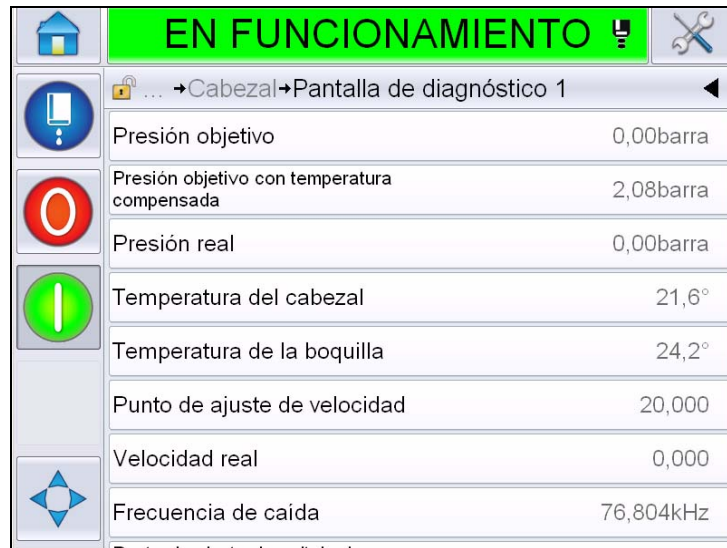 EN FUNCIONAMIENTO
... →Cabezal→Pantalla de diagnóstico 1
Presión objetivo 0,00barra
Presión objetivo con temperatura
compensada 2,08barra
Presión real 0,00barra
Temperatura del cabezal 21,6°
Temperatura de la boquilla 24,2°
Punto de ajuste de velocidad 20,000
Velocidad real 0,000
Frecuencia de caída 76,804kHz